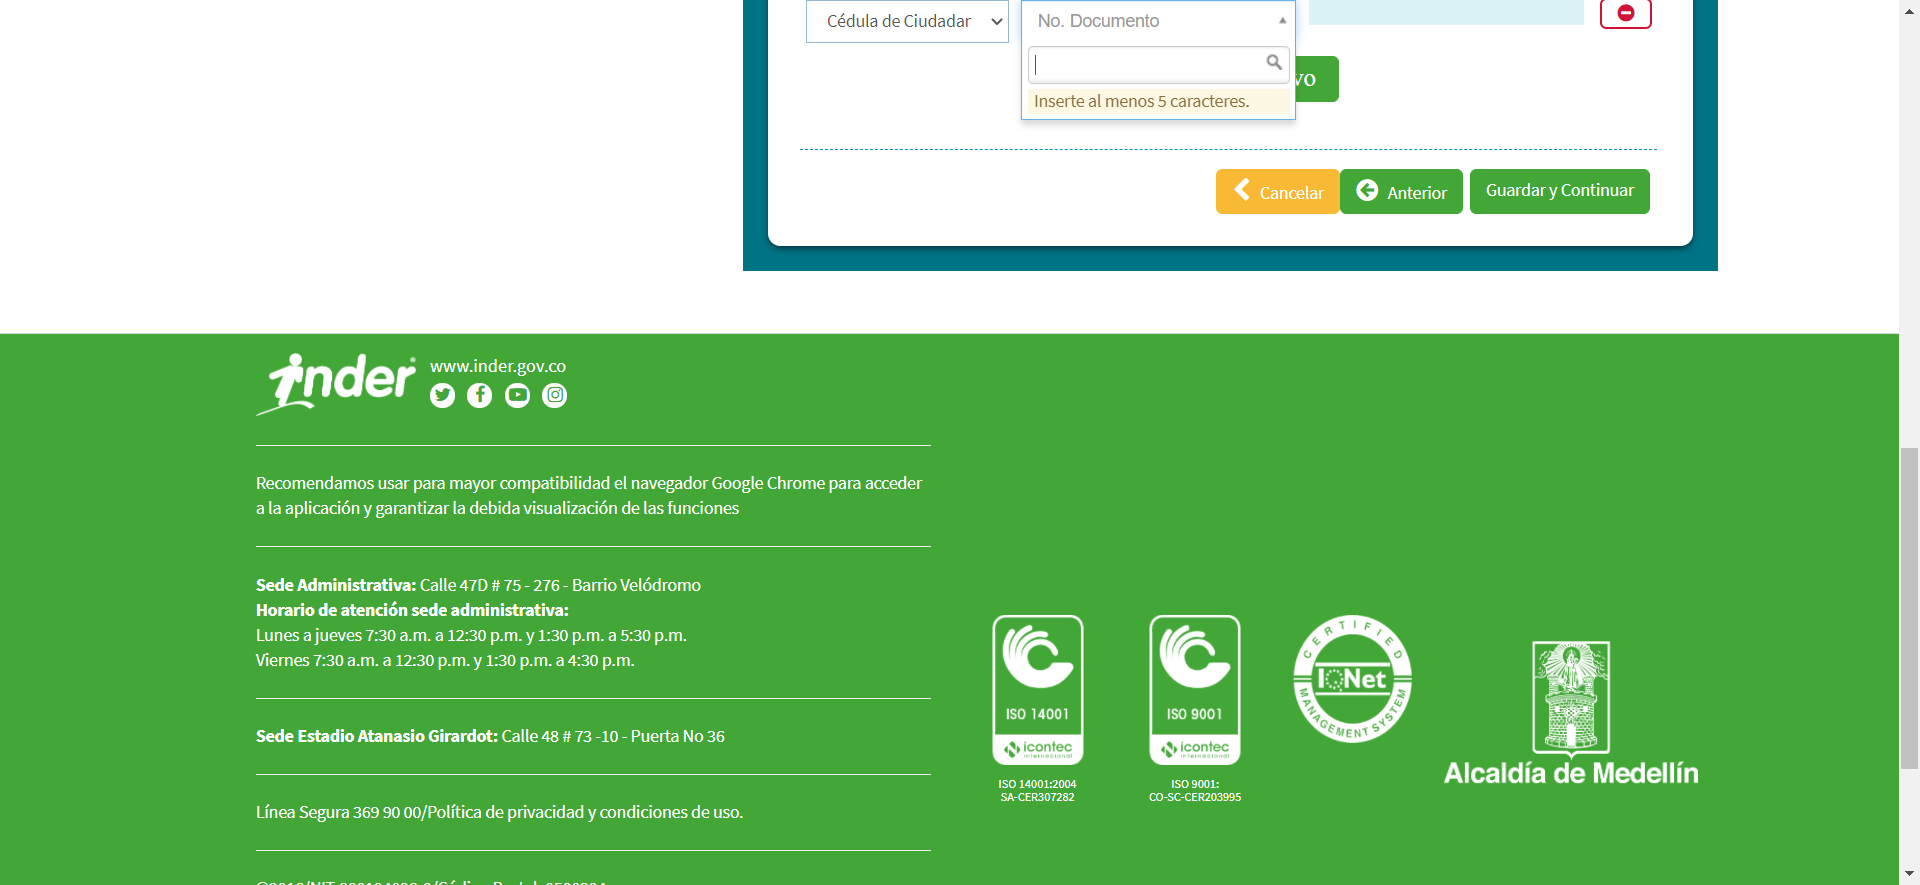 Cédula de Ciudadar
No. Documento
Inserte al menos 5 caracteres.
vo
Cancelar
Anterior
Guardar y Continuar
inder
www.inder.gov.co
Recomendamos usar para mayor compatibilidad el navegador Google Chrome para acceder
a la aplicación y garantizar la debida visualización de las funciones
Sede Administrativa: Calle 47D # 75 - 276 - Barrio Velódromo
Horario de atención sede administrativa:
Lunes a jueves 7:30 a.m. a 12:30 p.m. y 1:30 p.m. a 5:30 p.m.
Viernes 7:30 a.m. a 12:30 p.m. y 1:30 p.m. a 4:30 p.m.
Sede Estadio Atanasio Girardot: Calle 48 # 73 -10 - Puerta No 36
Línea Segura 369 90 00/Política de privacidad y condiciones de uso.
ISO 14001
icontec
internacional
ISO 14001:2004
SA-CER307282
ISO 9001
icontec
internacional
ISO 9001:
CO-SC-CER203995
CERTIFIED
IQNet
MANAGEMENT SYSTEM
Alcaldía de Medellín